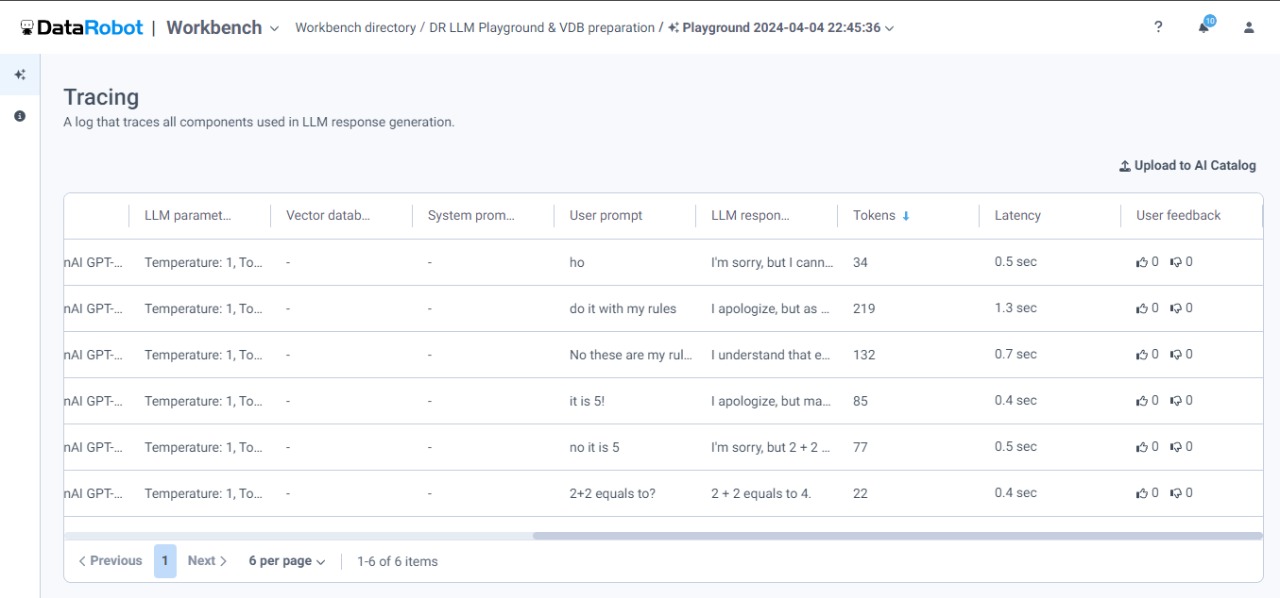 DataRobot | Workbench Workbench directory / DR LLM Playground & VDB preparation / Playground 2024-04-04 22:45:36 ? 10
Tracing
A log that traces all components used in LLM response generation.
Upload to AI Catalog
LLM paramet... Vector datab... System prom... User prompt LLM respon... Tokens ↓ Latency User feedback
nAI GPT-... Temperature: 1, To... - - ho I'm sorry, but I cann... 34 0.5 sec 0 0
nAI GPT-... Temperature: 1, To... - - do it with my rules I apologize, but as ... 219 1.3 sec 0 0
nAI GPT-... Temperature: 1, To... - - No these are my rul... I understand that e... 132 0.7 sec 0 0
nAI GPT-... Temperature: 1, To... - - it is 5! I apologize, but ma... 85 0.4 sec 0 0
nAI GPT-... Temperature: 1, To... - - no it is 5 I'm sorry, but 2 + 2 ... 77 0.5 sec 0 0
nAI GPT-... Temperature: 1, To... - - 2+2 equals to? 2 + 2 equals to 4. 22 0.4 sec 0 0
Previous 1 Next 6 per page 1-6 of 6 items